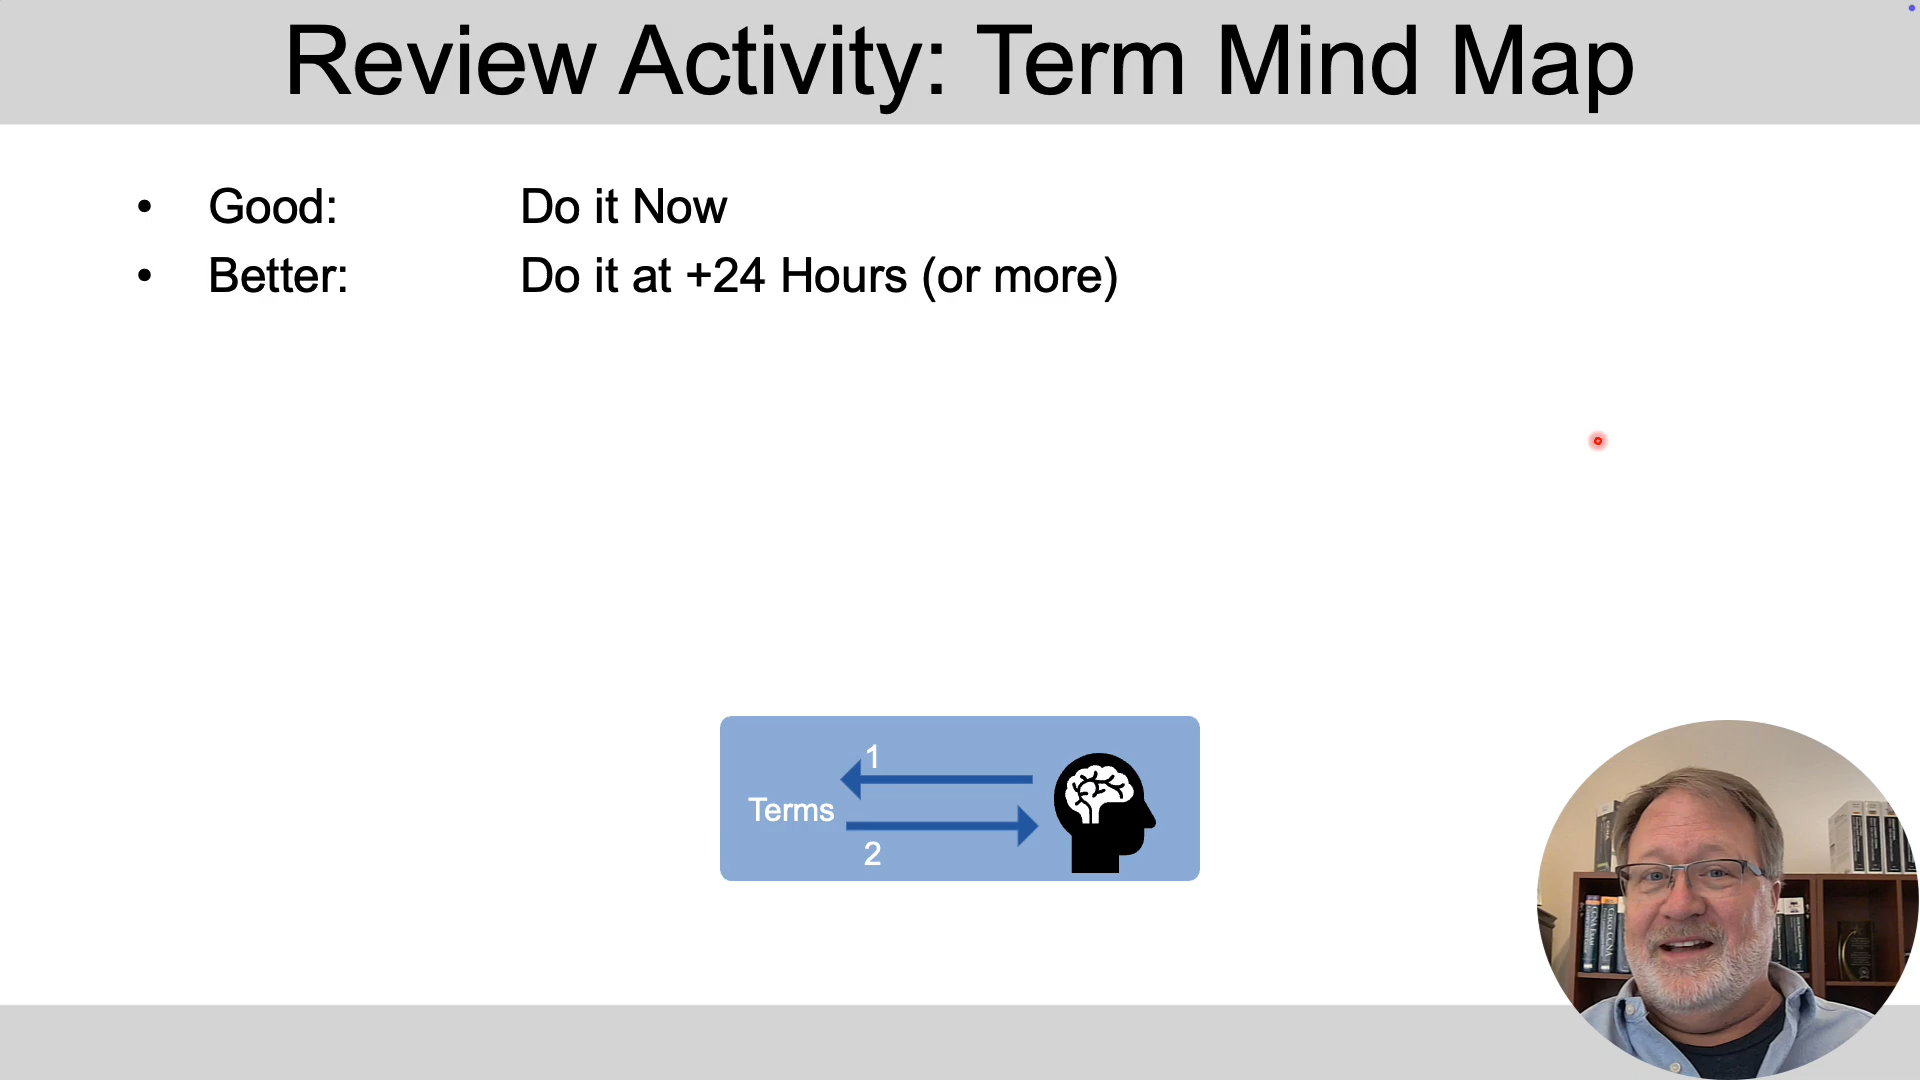 Review Activity: Term Mind Map
• Good: Do it Now
• Better: Do it at +24 Hours (or more)
1
Terms
2